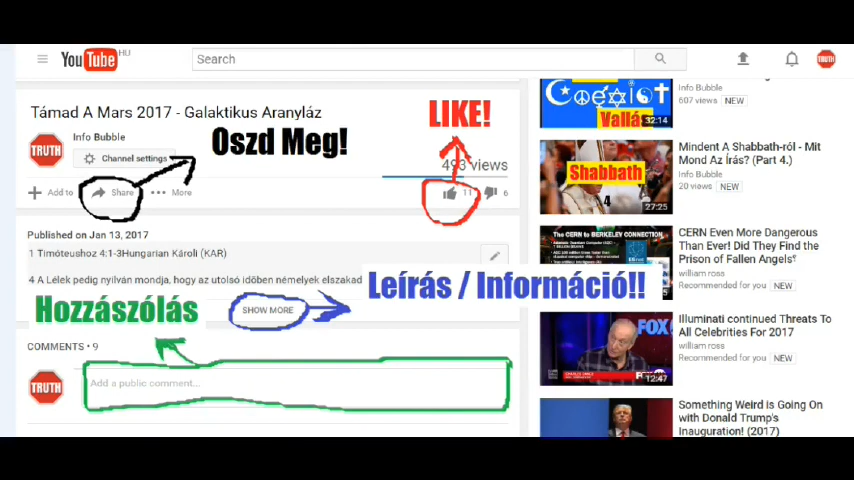 YouTube HU
Search
TRUTH
Támad A Mars 2017 - Galaktikus Aranyláz
Info Bubble
TRUTH
Channel settings
Oszd Meg!
LIKE!
493 views
Add to
Share
More
11
6
Published on Jan 13, 2017
1 Timóteushoz 4:1-3Hungarian Károli (KAR)
4 A Lélek pedig nyilván mondja, hogy az utolsó időben némelyek elszakad
Leírás / Információ!!
Hozzászólás
SHOW MORE
COMMENTS • 9
TRUTH
Add a public comment...
Coexist
Vallás
32:14
Info Bubble
607 views NEW
Shabbath
4
27:25
Mindent A Shabbath-ról - Mit
Mond Az Írás? (Part 4.)
Info Bubble
20 views NEW
The CERN to BERKELEY CONNECTION
CERN Even More Dangerous
Than Ever! Did They Find the
Prison of Fallen Angels
william ross
Recommended for you NEW
FOX
12:47
Illuminati continued Threats To
All Celebrities For 2017
william ross
Recommended for you NEW
Something Weird is Going On
with Donald Trump's
Inauguration! (2017)